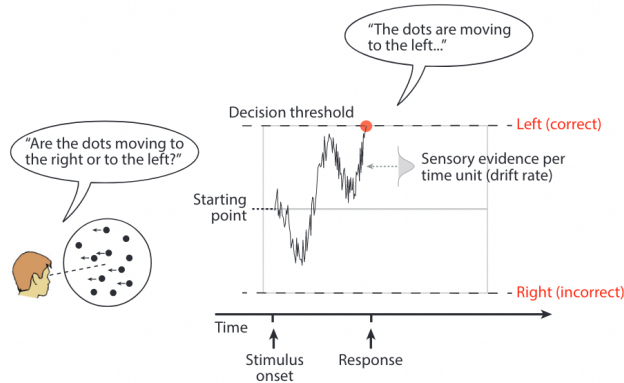 “The dots are moving
to the left...”
Decision threshold
Left (correct)
“Are the dots moving to
the right or to the left?”
Sensory evidence per
time unit (drift rate)
Starting
point
Right (incorrect)
Time
Stimulus
onset
Response